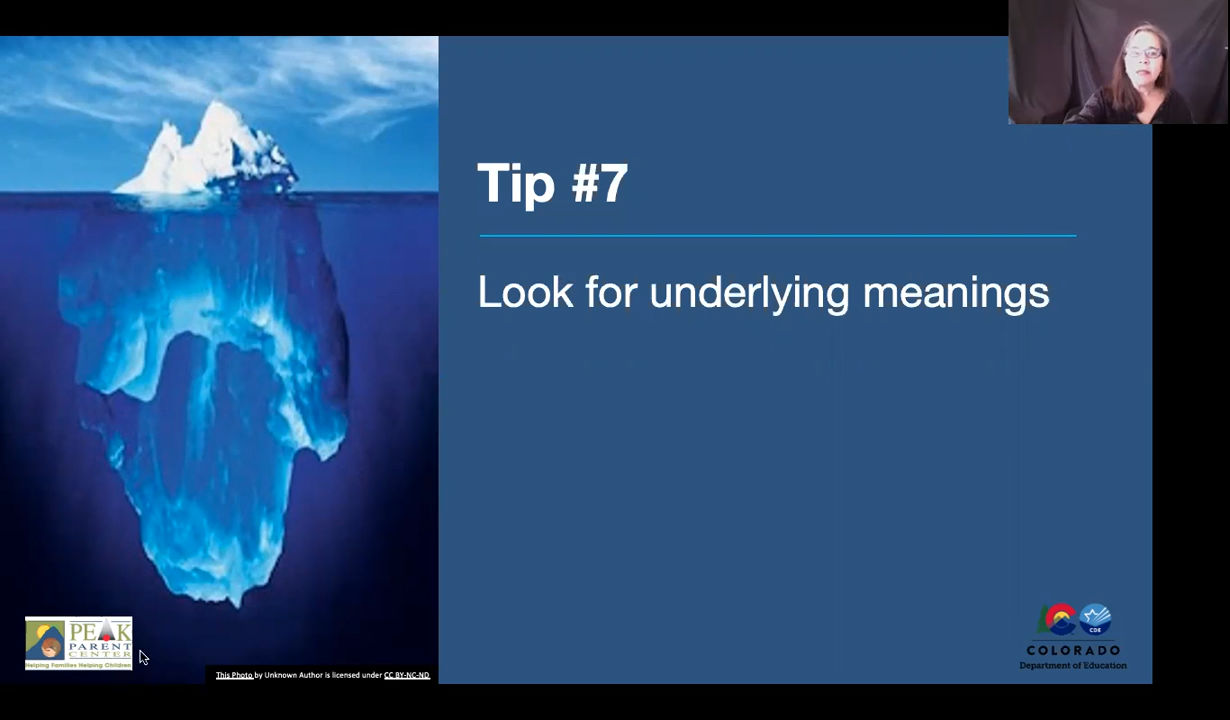 Tip #7
Look for underlying meanings
PEAK
PARENT
CENTER
Helping Families Helping Children
This Photo by Unknown Author is licensed under CC BY-NC-ND
CDE
COLORADO
Department of Education